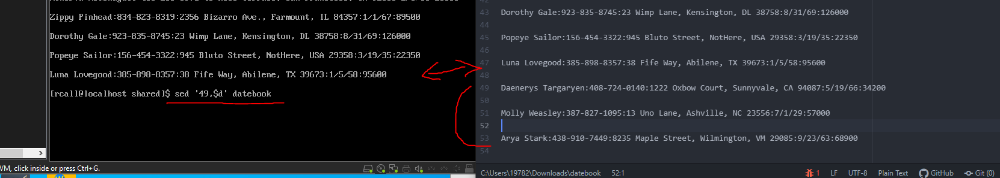 Zippy Pinhead:834-823-8319:2356 Bizarro Ave., Farmount, IL 84357:1/1/67:89500
Dorothy Gale:923-835-8745:23 Wimp Lane, Kensington, DL 38758:8/31/69:126000
Popeye Sailor:156-454-3322:945 Bluto Street, NotHere, USA 29358:3/19/35:22350
Luna Lovegood:385-898-8357:38 Fife Way, Abilene, TX 39673:1/5/58:95600
[rcall@localhost shared]$ sed '49,$d' datebook
VM, click inside or press Ctrl+G.
42
43 Dorothy Gale:923-835-8745:23 Wimp Lane, Kensington, DL 38758:8/31/69:126000
44
45 Popeye Sailor:156-454-3322:945 Bluto Street, NotHere, USA 29358:3/19/35:22350
46
47 Luna Lovegood:385-898-8357:38 Fife Way, Abilene, TX 39673:1/5/58:95600
48
49 Daenerys Targaryen:408-724-0140:1222 Oxbow Court, Sunnyvale, CA 94087:5/19/66:34200
50
51 Molly Weasley:387-827-1095:13 Uno Lane, Ashville, NC 23556:7/1/29:57000
52
53 Arya Stark:438-910-7449:8235 Maple Street, Wilmington, VM 29085:9/23/63:68900
54
C:\Users\19782\Downloads\datebook 52:1 1 LF UTF-8 Plain Text GitHub Git (0)